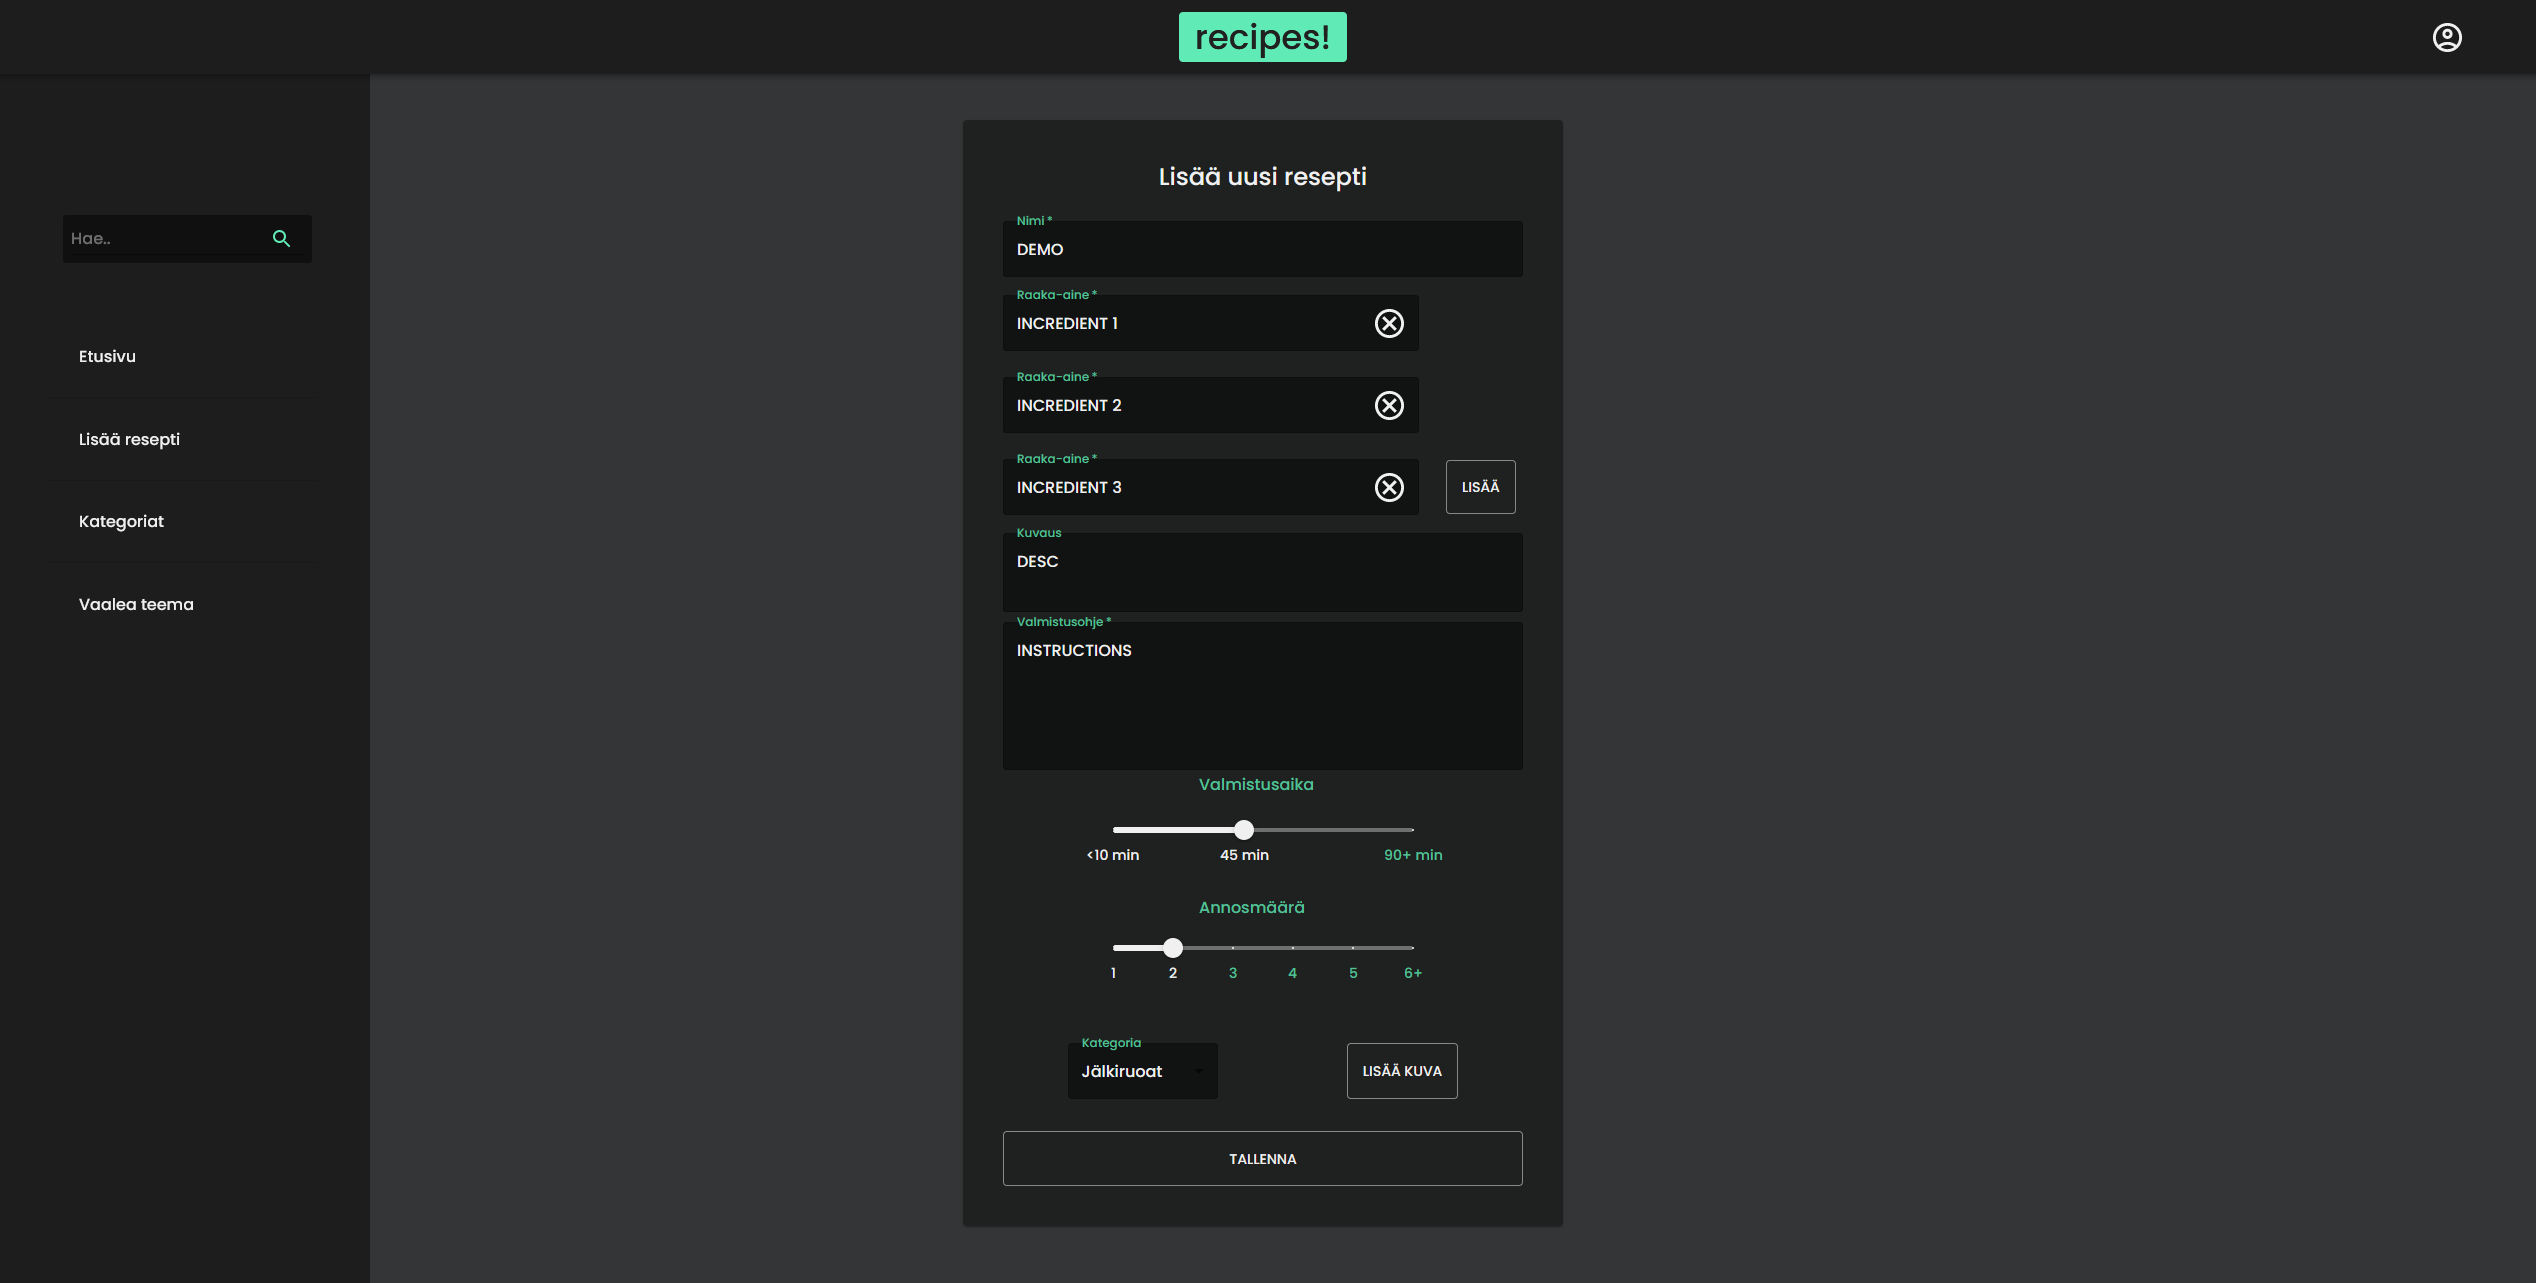 recipes!
Hae..
Etusivu
Lisää resepti
Kategoriat
Vaalea teema
Lisää uusi resepti
Nimi *
DEMO
Raaka-aine *
INCREDIENT 1
Raaka-aine *
INCREDIENT 2
Raaka-aine *
INCREDIENT 3
LISÄÄ
Kuvaus
DESC
Valmistusohje *
INSTRUCTIONS
Valmistusaika
<10 min 45 min 90+ min
Annosmäärä
1 2 3 4 5 6+
Kategoria
Jälkiruoat
LISÄÄ KUVA
TALLENNA